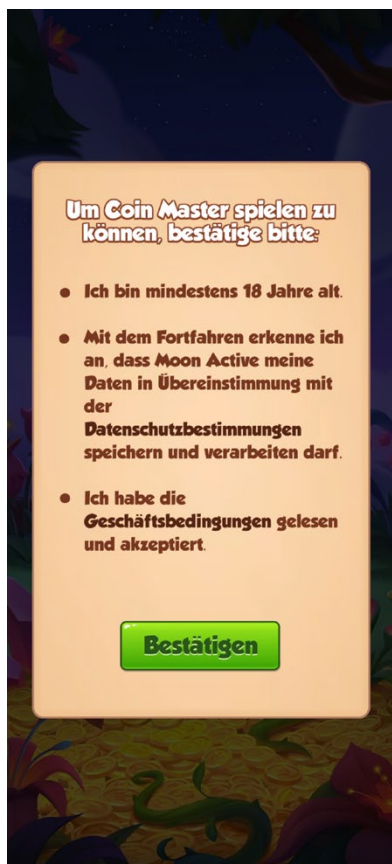 Um Coin Master spielen zu
können, bestätige bitte:
● Ich bin mindestens 18 Jahre alt.
● Mit dem Fortfahren erkenne ich
an, dass Moon Active meine
Daten in Übereinstimmung mit
der
Datenschutzbestimmungen
speichern und verarbeiten darf.
● Ich habe die
Geschäftsbedingungen gelesen
und akzeptiert.
Bestätigen